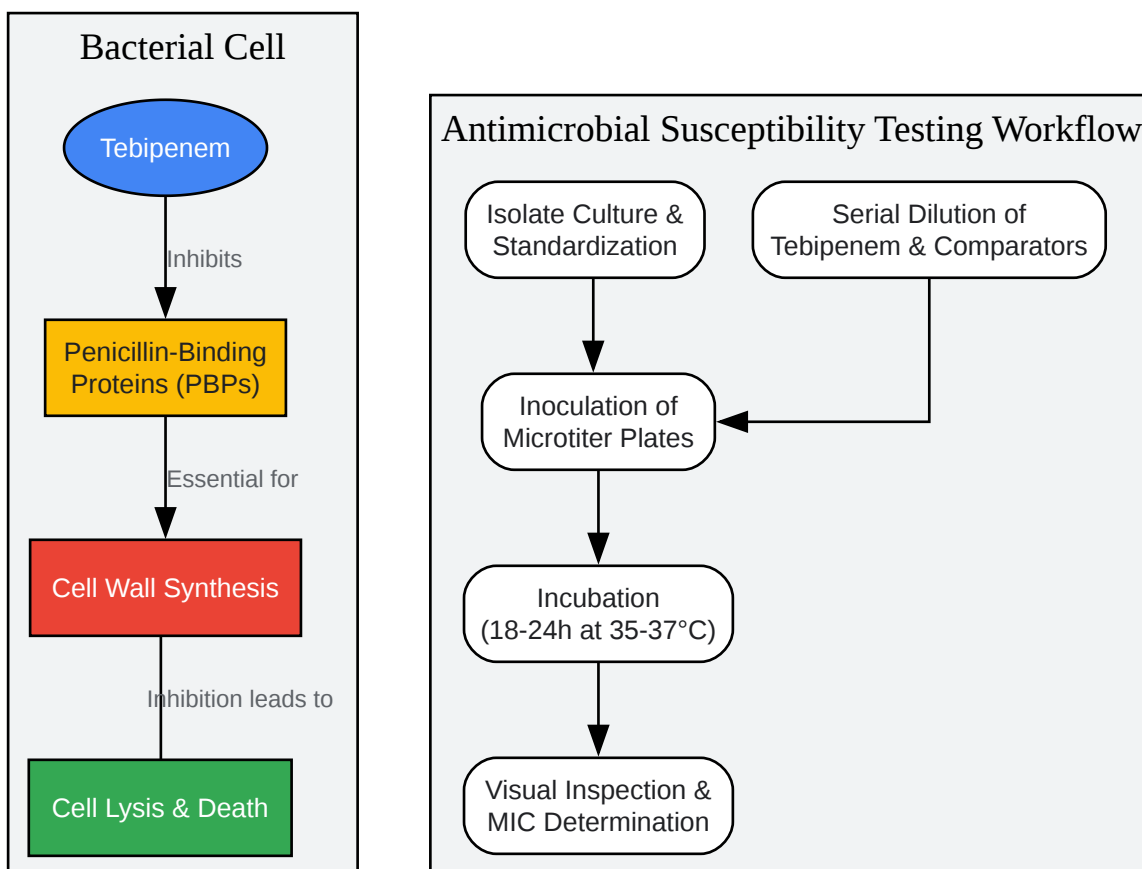 Bacterial Cell
Tebipenem
Inhibits
Penicillin-Binding
Proteins (PBPs)
Essential for
Cell Wall Synthesis
Inhibition leads to
Cell Lysis & Death
Antimicrobial Susceptibility Testing Workflow
Isolate Culture &
Standardization
Serial Dilution of
Tebipenem & Comparators
Inoculation of
Microtiter Plates
Incubation
(18-24h at 35-37°C)
Visual Inspection &
MIC Determination